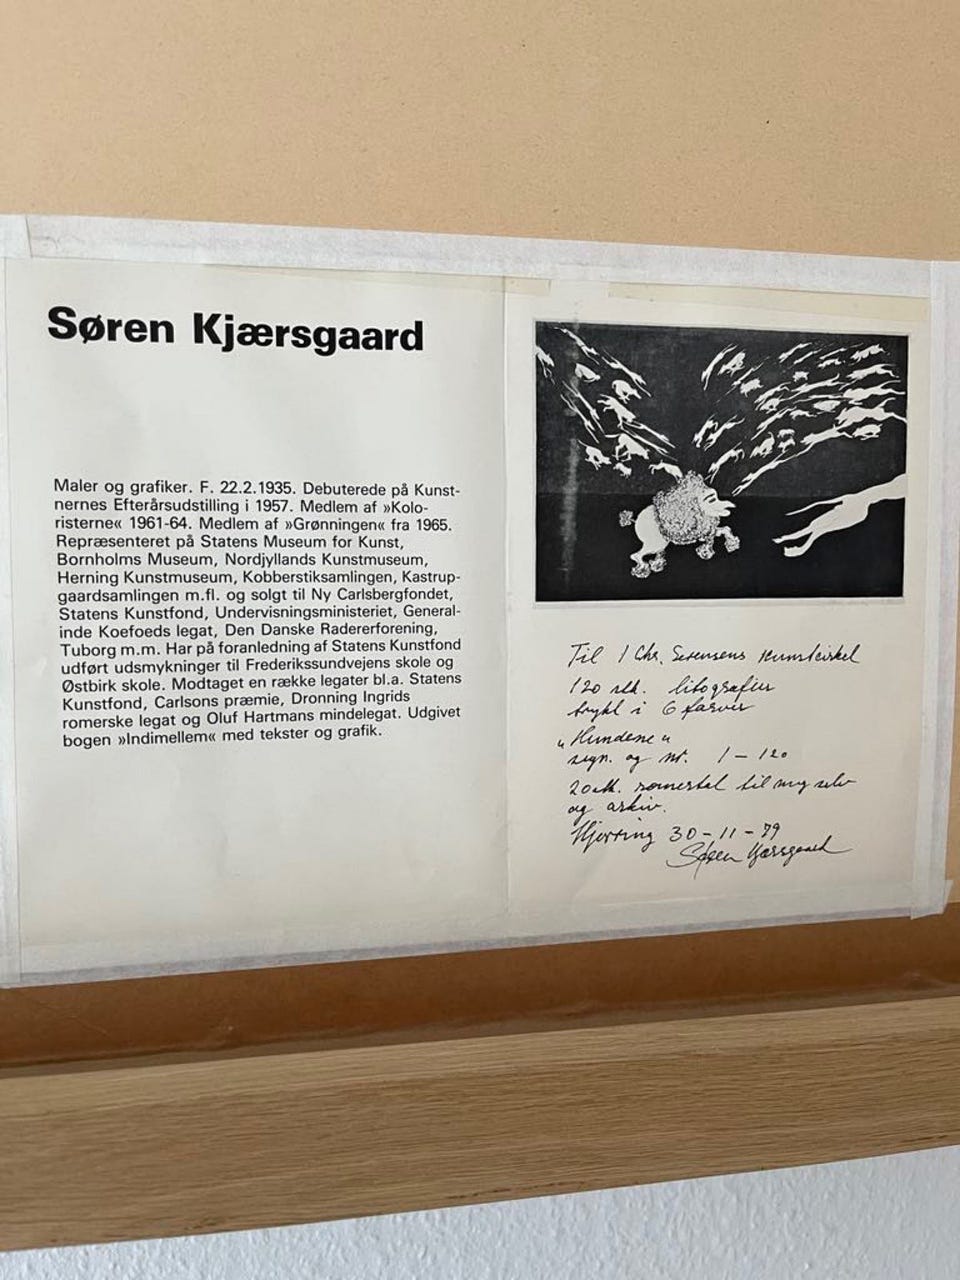 Søren Kjærsgaard
Maler og grafiker. F. 22.2.1935. Debuterede på Kunst-
nernes Efterårsudstilling i 1957. Medlem af »Kolo-
risterne« 1961-64. Medlem af »Grønningen« fra 1965.
Repræsenteret på Statens Museum for Kunst,
Bornholms Museum, Nordjyllands Kunstmuseum,
Herning Kunstmuseum, Kobberstiksamlingen, Kastrup-
gaardsamlingen m.fl. og solgt til Ny Carlsbergfondet,
Statens Kunstfond, Undervisningsministeriet, General-
inde Koefoeds legat, Den Danske Radererforening,
Tuborg m.m. Har på foranledning af Statens Kunstfond
udført udsmykninger til Frederikssundvejens skole og
Østbirk skole. Modtaget en række legater bl.a. Statens
Kunstfond, Carlsons præmie, Dronning Ingrids
romerske legat og Oluf Hartmans mindelegat. Udgivet
bogen »Indimellem« med tekster og grafik.
Til I Chr. Sørensens Kunstcirkel
120 stk. litografier
trykt i 6 farver
„Hundene"
sign. og nr. 1-120
20 stk. romertal til mig selv
og arkiv.
Hjørring 30-11-79
Søren Kjærsgaard